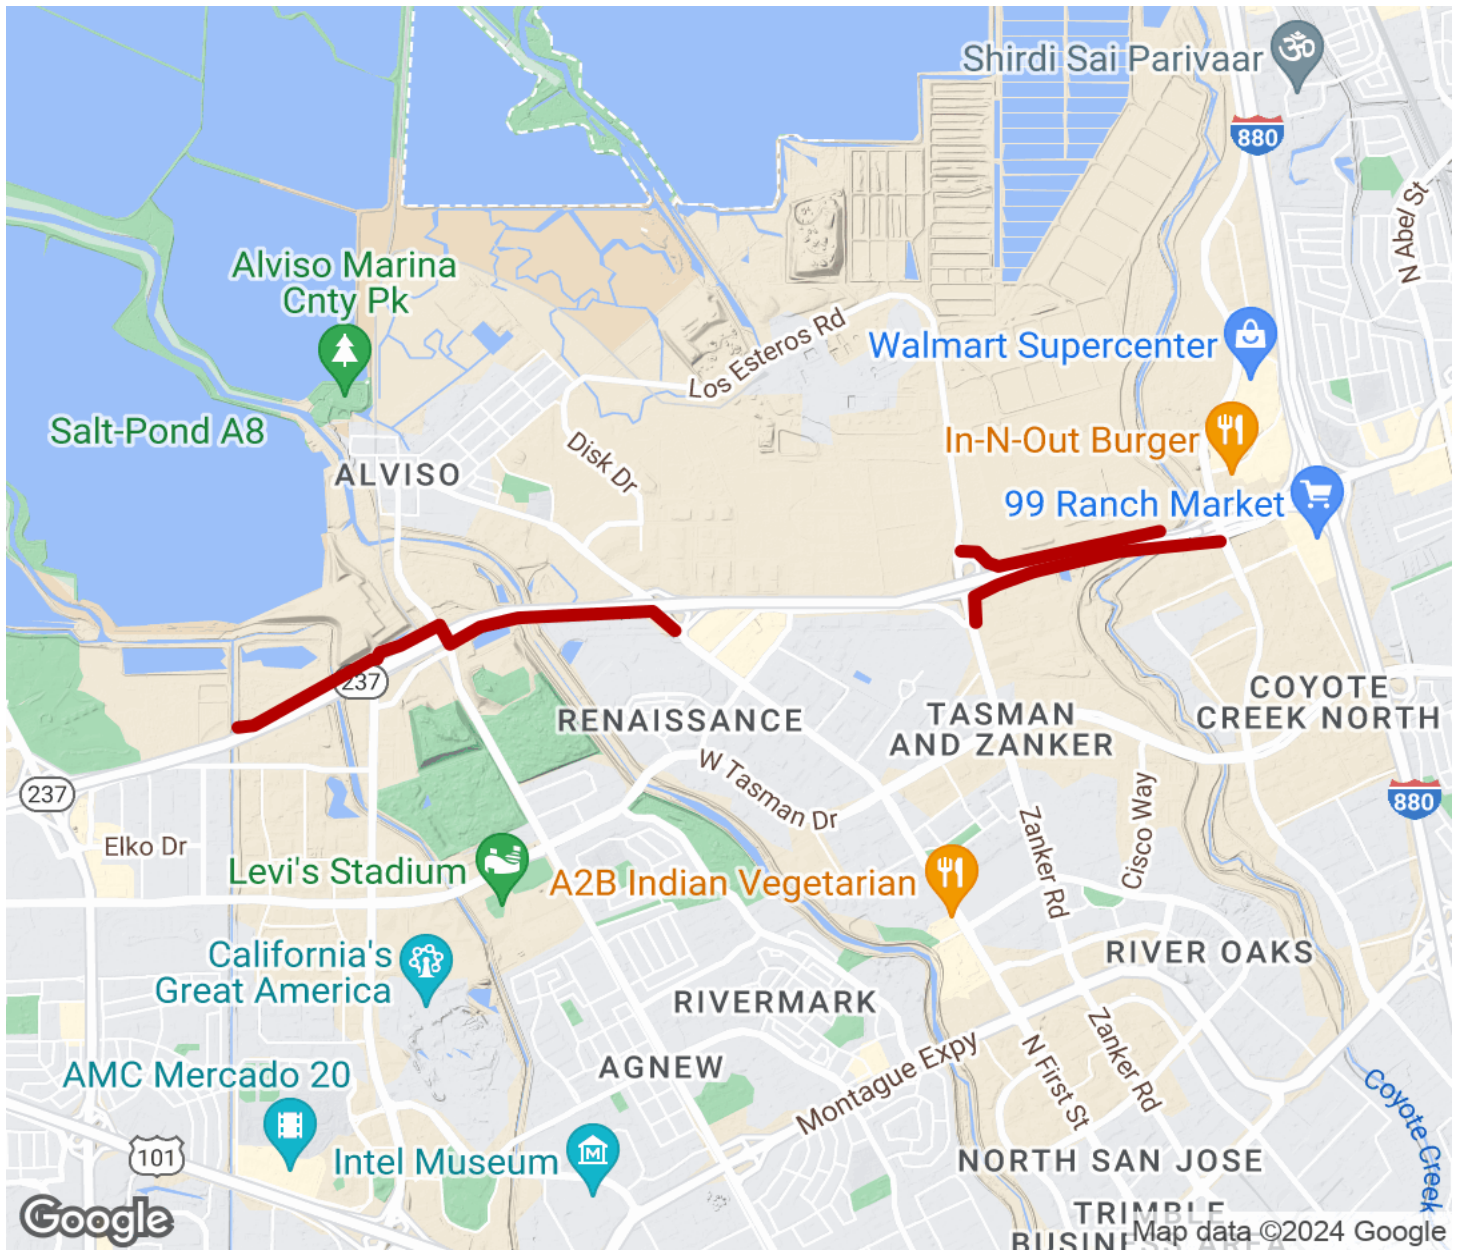 Shirdi Sai Parivaar
ॐ
880
N Abel St
Alviso Marina
Cnty Pk
Los Esteros Rd
Walmart Supercenter
Salt-Pond A8
In-N-Out Burger
Disk Dr
ALVISO
99 Ranch Market
237
COYOTE
CREEK NORTH
RENAISSANCE
TASMAN
AND ZANKER
237
W Tasman Dr
880
Elko Dr
Zanker Rd
Cisco Way
Levi's Stadium
A2B Indian Vegetarian
California's
Great America
RIVER OAKS
RIVERMARK
AGNEW
Montague Expy
N First St
Zanker Rd
AMC Mercado 20
Coyote Creek
101
Intel Museum
M
NORTH SAN JOSE
TRIMBLE
BUSINESS AREA
Google
Map data ©2024 Google